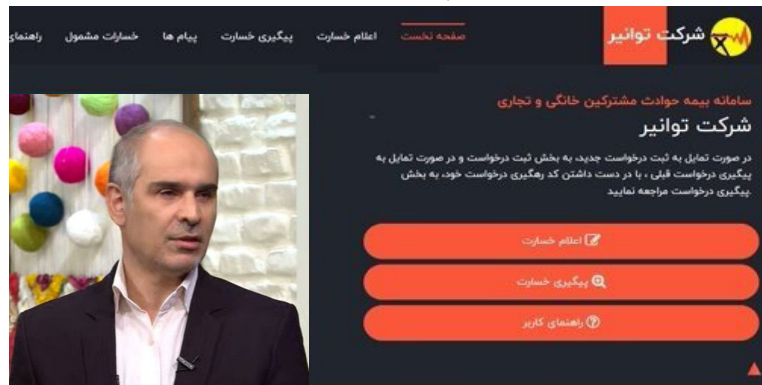 شرکت توانیر
صفحه نخست
اعلام خسارت
پیگیری خسارت
پیام ها
خسارات مشمول
راهنمای
سامانه بیمه حوادث مشترکین خانگی و تجاری
شرکت توانیر
در صورت تمایل به ثبت درخواست جدید، به بخش ثبت درخواست و در صورت تمایل به
پیگیری درخواست قبلی ، با در دست داشتن کد رهگیری درخواست خود، به بخش
پیگیری درخواست مراجعه نمایید.
اعلام خسارت
پیگیری خسارت
راهنمای کاربر